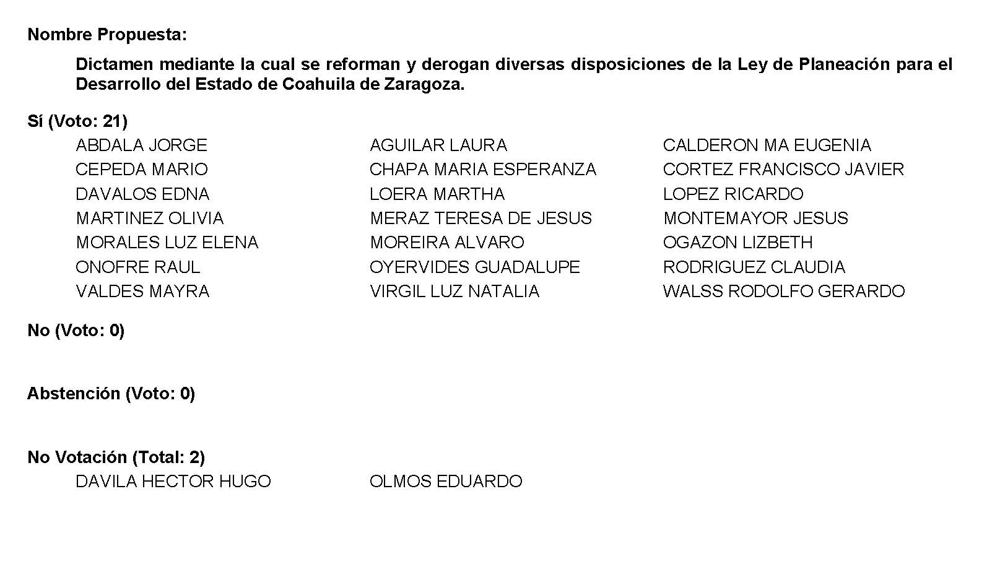 Nombre Propuesta:
Dictamen mediante la cual se reforman y derogan diversas disposiciones de la Ley de Planeación para el
Desarrollo del Estado de Coahuila de Zaragoza.
Sí (Voto: 21)
ABDALA JORGE AGUILAR LAURA CALDERON MA EUGENIA
CEPEDA MARIO CHAPA MARIA ESPERANZA CORTEZ FRANCISCO JAVIER
DAVALOS EDNA LOERA MARTHA LOPEZ RICARDO
MARTINEZ OLIVIA MERAZ TERESA DE JESUS MONTEMAYOR JESUS
MORALES LUZ ELENA MOREIRA ALVARO OGAZON LIZBETH
ONOFRE RAUL OYERVIDES GUADALUPE RODRIGUEZ CLAUDIA
VALDES MAYRA VIRGIL LUZ NATALIA WALSS RODOLFO GERARDO
No (Voto: 0)
Abstención (Voto: 0)
No Votación (Total: 2)
DAVILA HECTOR HUGO OLMOS EDUARDO